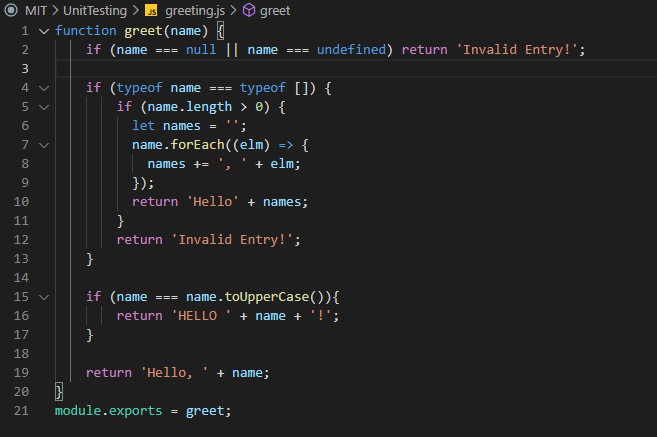 MIT > UnitTesting > JS greeting.js > greet
1 function greet(name) {
2     if (name === null || name === undefined) return 'Invalid Entry!';
3
4     if (typeof name === typeof []) {
5         if (name.length > 0) {
6           let names = '';
7           name.forEach((elm) => {
8             names += ', ' + elm;
9           });
10           return 'Hello' + names;
11         }
12         return 'Invalid Entry!';
13     }
14
15     if (name === name.toUpperCase()){
16         return 'HELLO ' + name + '!';
17     }
18
19     return 'Hello, ' + name;
20 }
21 module.exports = greet;